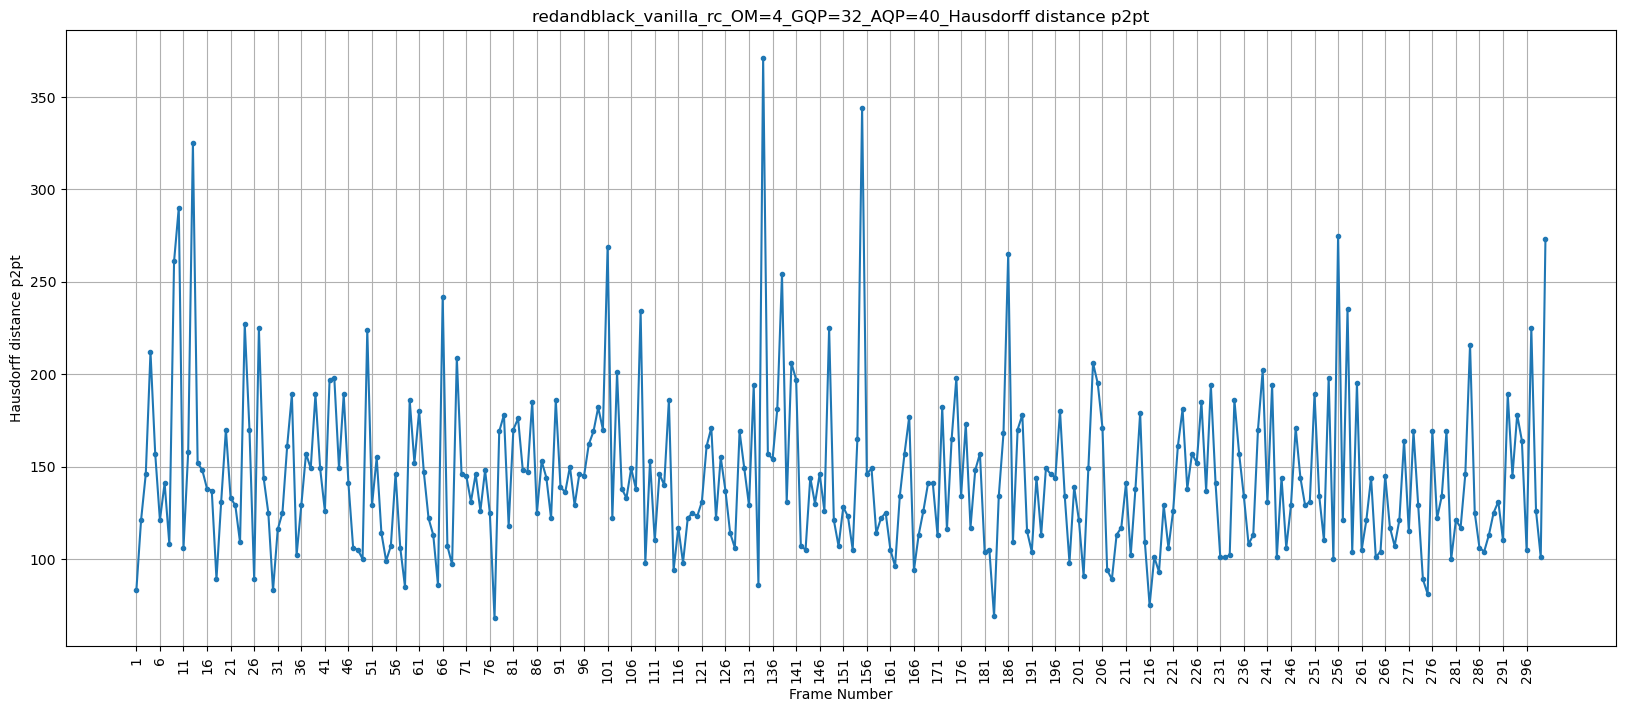 redandblack_vanilla_rc_OM=4_GQP=32_AQP=40_Hausdorff distance p2pt
Hausdorff distance p2pt
350
300
250
200
150
100
1 6 11 16 21 26 31 36 41 46 51 56 61 66 71 76 81 86 91 96 101 106 111 116 121 126 131 136 141 146 151 156 161 166 171 176 181 186 191 196 201 206 211 216 221 226 231 236 241 246 251 256 261 266 271 276 281 286 291 296
Frame Number